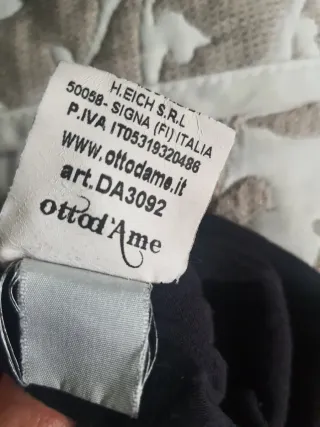 H.EICH S.R.L
50058- SIGNA (FI) ITALIA
P.IVA IT05319320486
www.ottodame.it
art.DA3092
ottod'Ame